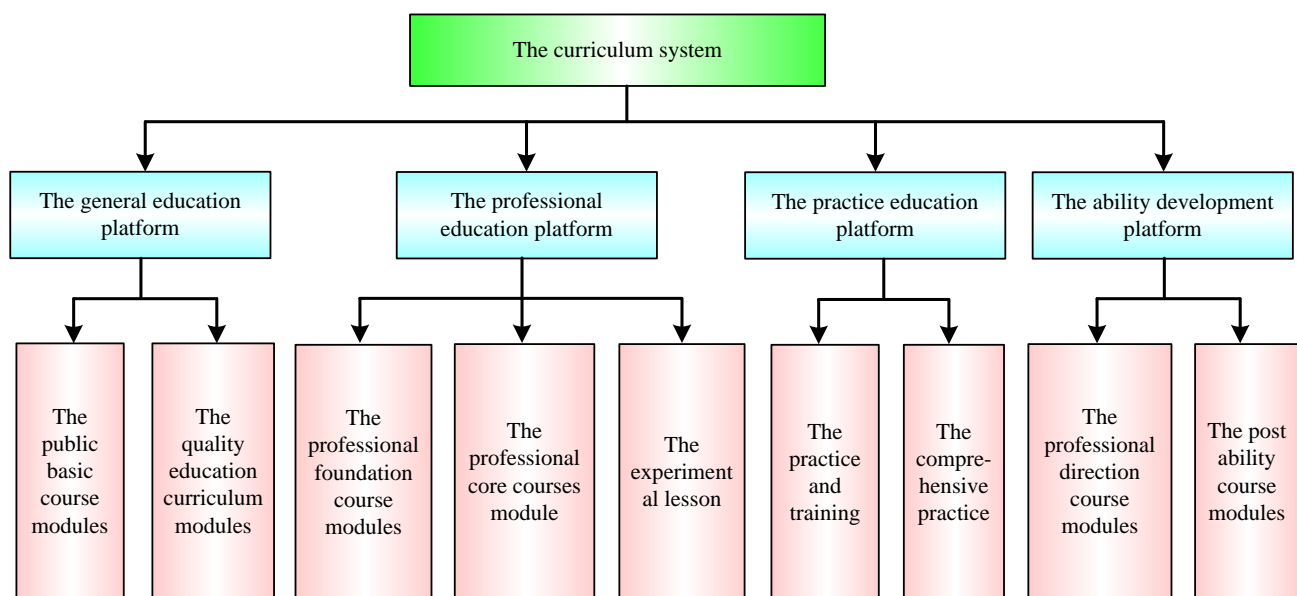 The curriculum system
The general education
platform
The professional
education platform
The practice education
platform
The ability development
platform
The
public
basic
course
modules
The
quality
education
curriculum
modules
The
professional
foundation
course
modules
The
professional
core courses
module
The
experiment
al lesson
The
practice
and
training
The
compre-
hensive
practice
The
professional
direction
course
modules
The post
ability
course
modules